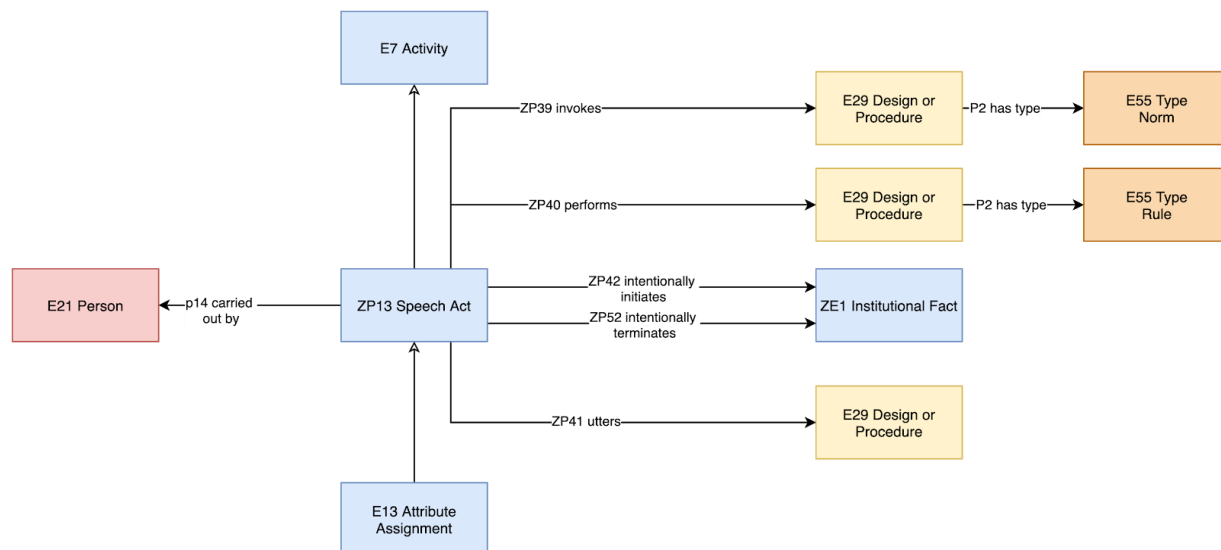 E7 Activity
ZP39 invokes
E29 Design or
Procedure
P2 has type
E55 Type
Norm
ZP40 performs
E29 Design or
Procedure
P2 has type
E55 Type
Rule
E21 Person
p14 carried
out by
ZP13 Speech Act
ZP42 intentionally
initiates
ZP52 intentionally
terminates
ZE1 Institutional Fact
ZP41 utters
E29 Design or
Procedure
E13 Attribute
Assignment